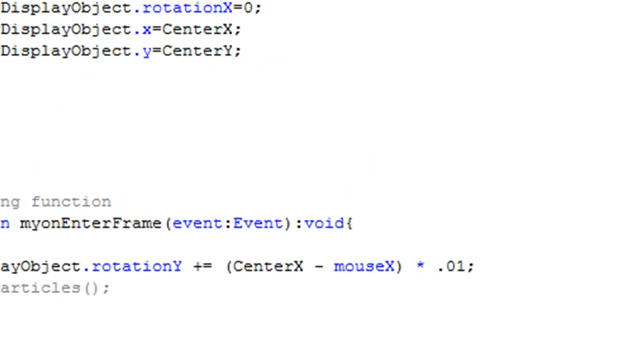 DisplayObject.rotationX=0;
DisplayObject.x=CenterX;
DisplayObject.y=CenterY;
ng function
n myonEnterFrame(event:Event):void{
ayObject.rotationY += (CenterX - mouseX) * .01;
articles();